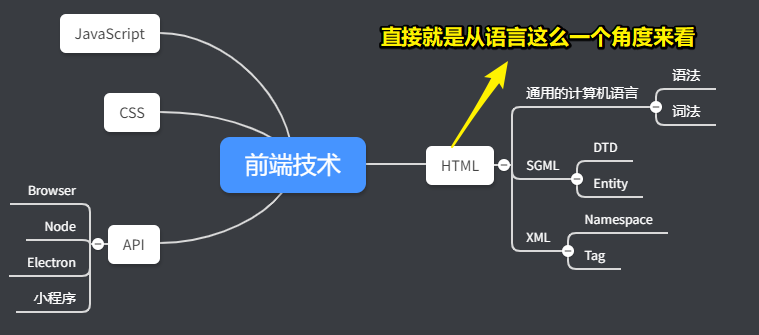 直接就是从语言这么一个角度来看
前端技术
JavaScript
CSS
API
Browser
Node
Electron
小程序
HTML
通用的计算机语言
语法
词法
SGML
DTD
Entity
XML
Namespace
Tag